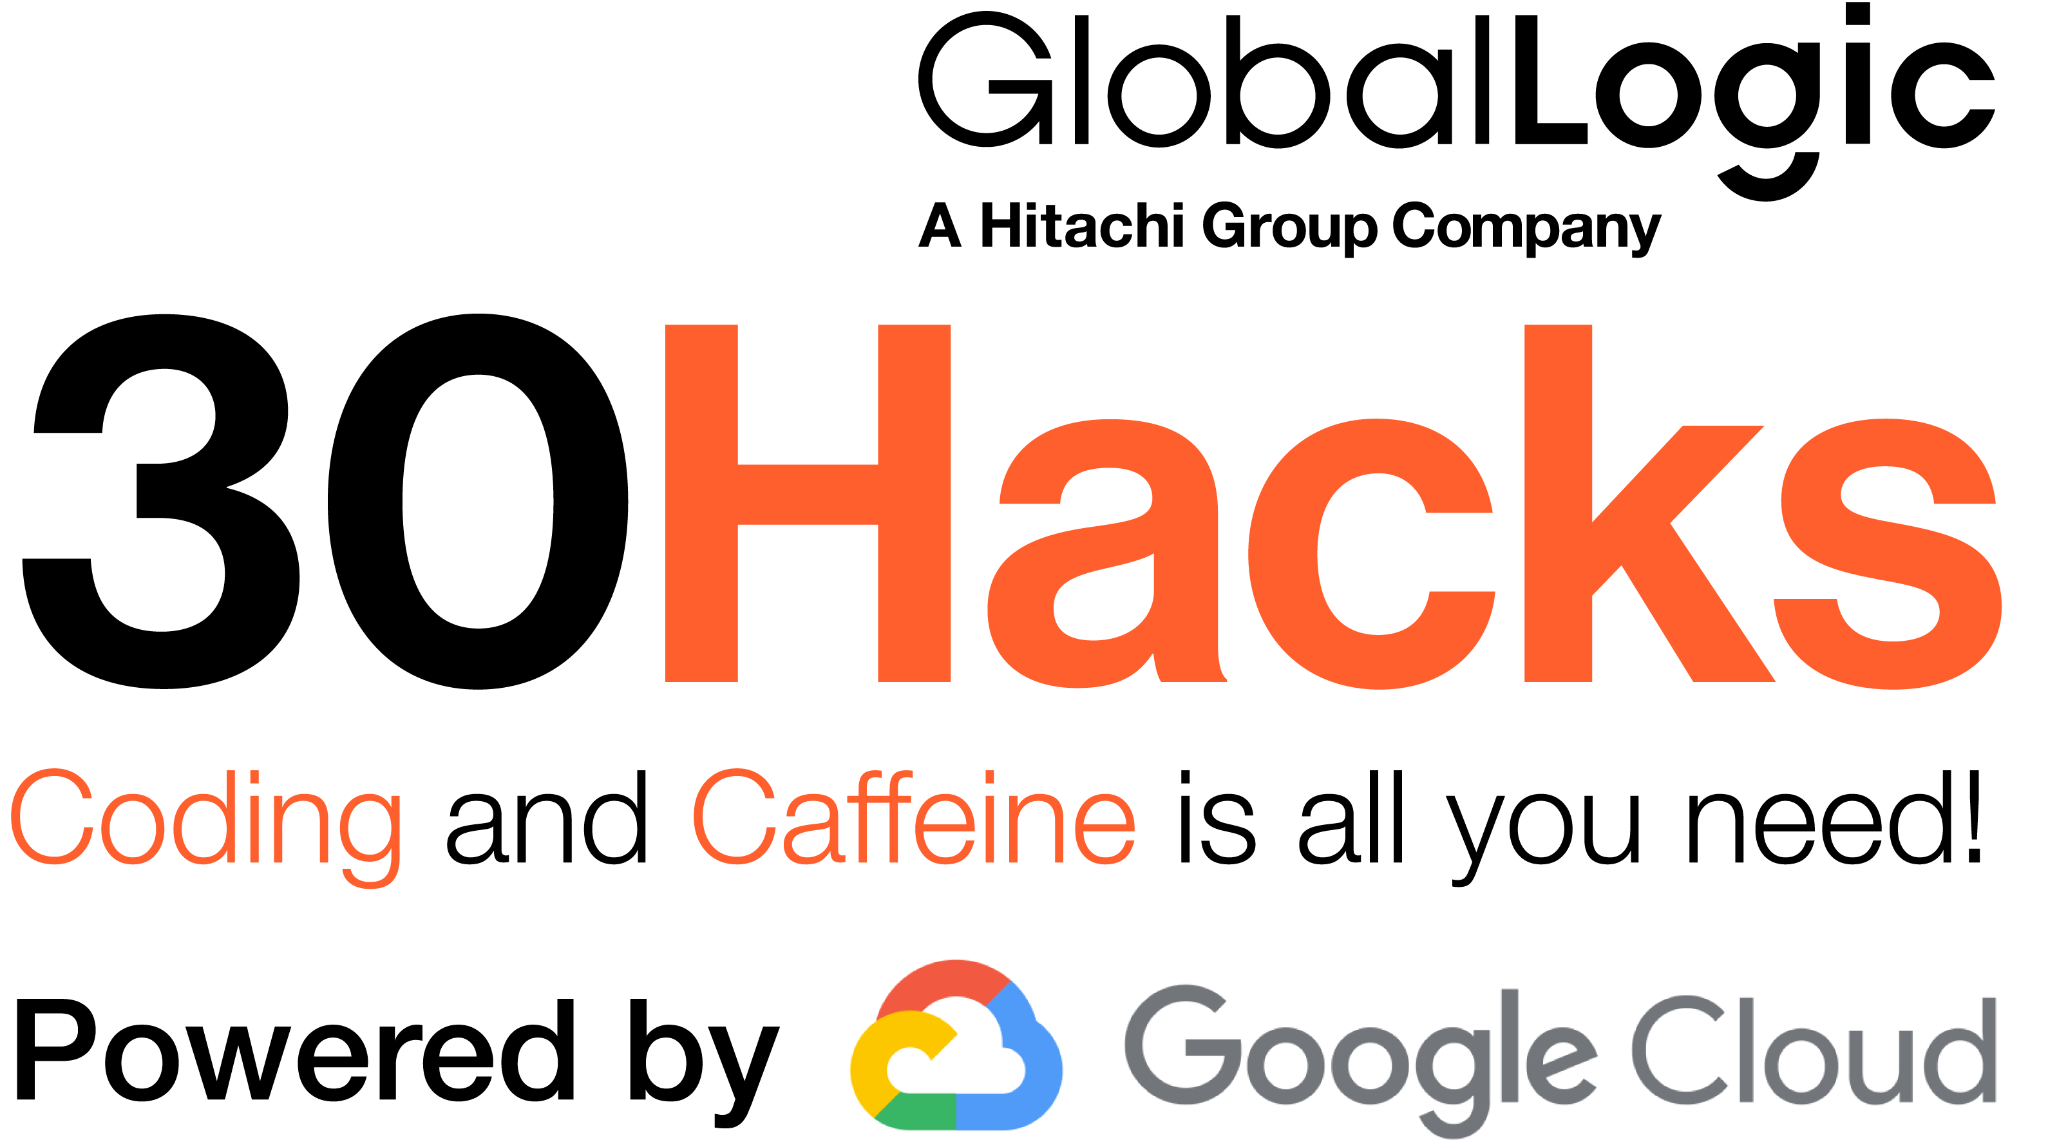 GlobalLogic
A Hitachi Group Company
30Hacks
Coding and Caffeine is all you need!
Powered by Google Cloud